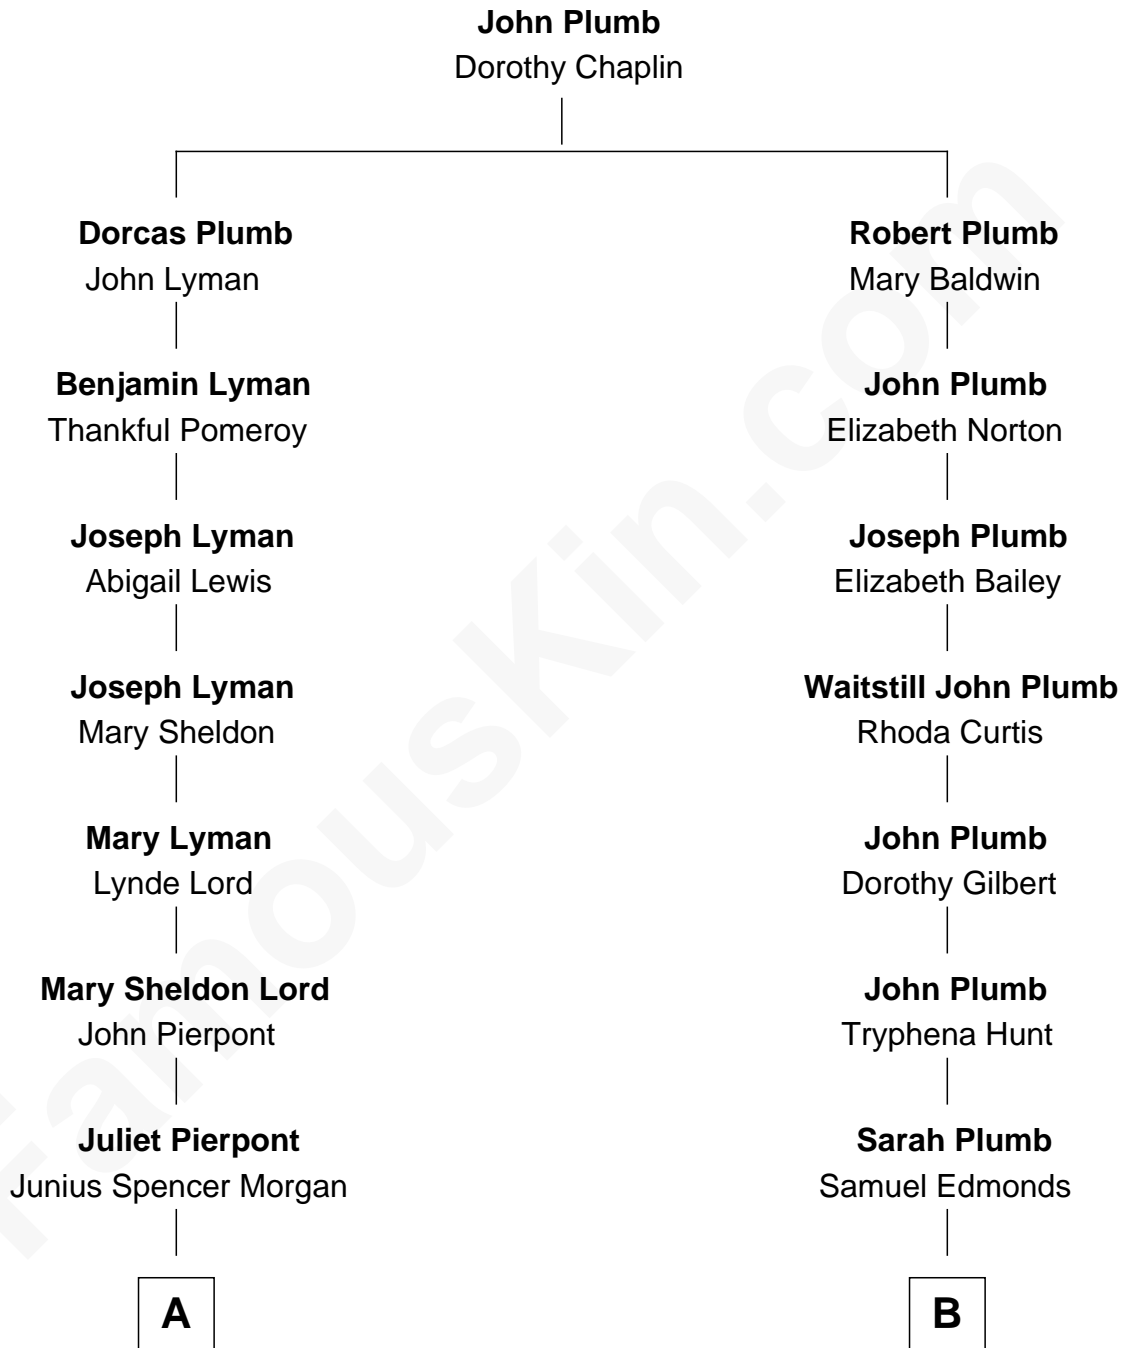 John Plumb
Dorothy Chaplin
Dorcas Plumb
John Lyman
Robert Plumb
Mary Baldwin
Benjamin Lyman
Thankful Pomeroy
John Plumb
Elizabeth Norton
Joseph Lyman
Abigail Lewis
Joseph Plumb
Elizabeth Bailey
Joseph Lyman
Mary Sheldon
Waitstill John Plumb
Rhoda Curtis
Mary Lyman
Lynde Lord
John Plumb
Dorothy Gilbert
Mary Sheldon Lord
John Pierpont
John Plumb
Tryphena Hunt
Juliet Pierpont
Junius Spencer Morgan
Sarah Plumb
Samuel Edmonds
A
B
FamousKin.com